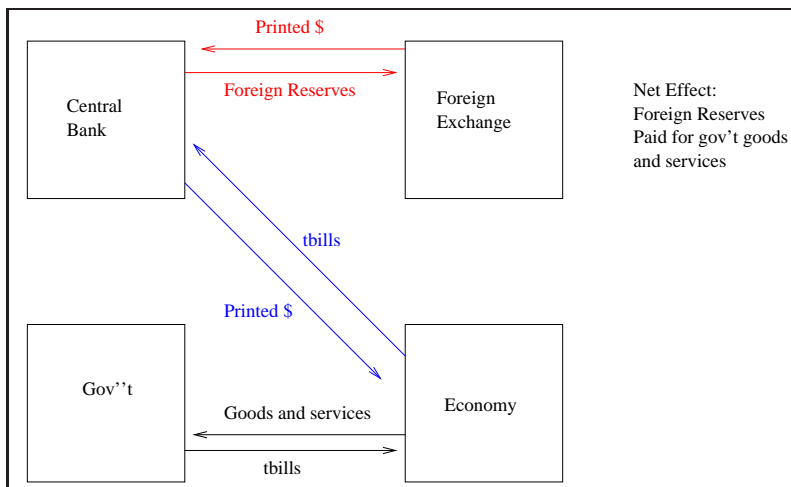 Printed $
Foreign Reserves
Central
Bank
Foreign
Exchange
Net Effect:
Foreign Reserves
Paid for gov't goods
and services
tbills
Printed $
Gov''t
Goods and services
tbills
Economy